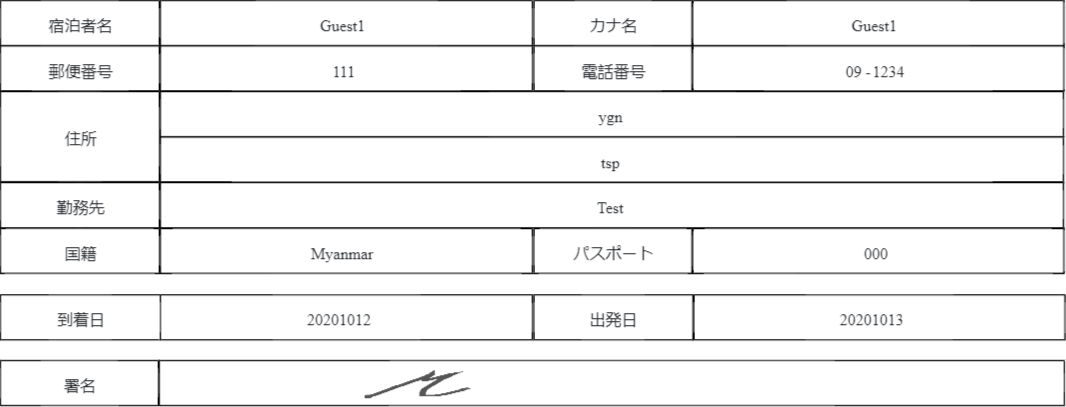 宿泊者名 Guest1 カナ名 Guest1
郵便番号 111 電話番号 09 - 1234
住所 ygn
tsp
勤務先 Test
国籍 Myanmar パスポート 000
到着日 20201012 出発日 20201013
署名